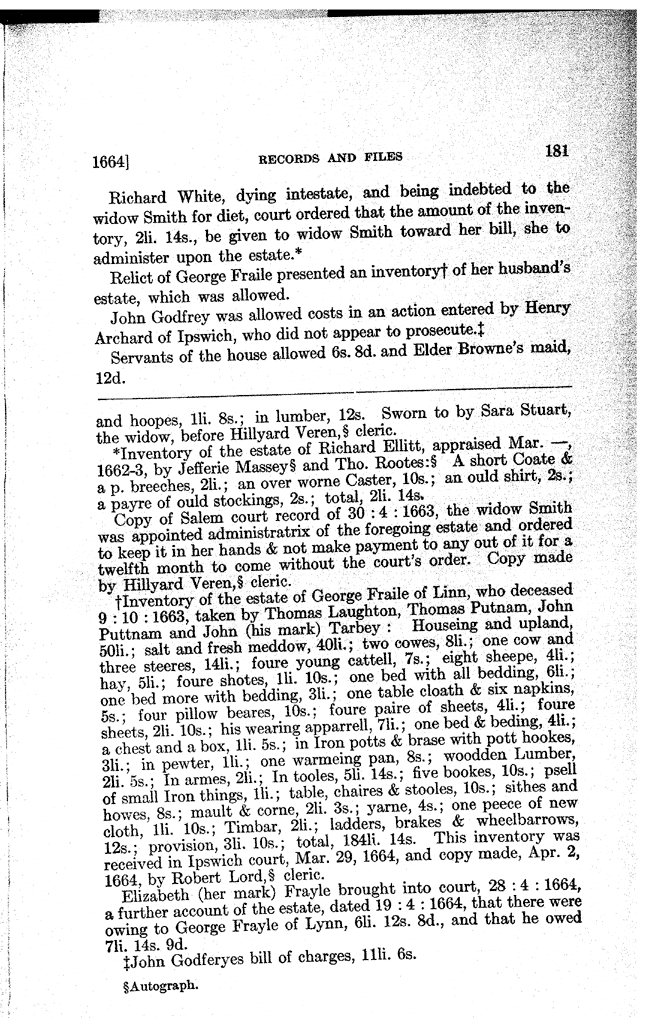 1664] RECORDS AND FILES 181
Richard White, dying intestate, and being indebted to the
widow Smith for diet, court ordered that the amount of the inven-
tory, 2li. 14s., be given to widow Smith toward her bill, she to
administer upon the estate.*
Relict of George Fraile presented an inventory† of her husband's
estate, which was allowed.
John Godfrey was allowed costs in an action entered by Henry
Archard of Ipswich, who did not appear to prosecute.‡
Servants of the house allowed 6s. 8d. and Elder Browne's maid,
12d.
and hoopes, 1li. 8s.; in lumber, 12s. Sworn to by Sara Stuart,
the widow, before Hillyard Veren,§ cleric.
*Inventory of the estate of Richard Ellitt, appraised Mar. —,
1662-3, by Jefferie Massey§ and Tho. Rootes:§ A short Coate &
a p. breeches, 2li.; an over worne Caster, 10s.; an ould shirt, 2s.;
a payre of ould stockings, 2s.; total, 2li. 14s.
Copy of Salem court record of 30 : 4 : 1663, the widow Smith
was appointed administratrix of the foregoing estate and ordered
to keep it in her hands & not make payment to any out of it for a
twelfth month to come without the court's order. Copy made
by Hillyard Veren,§ cleric.
†Inventory of the estate of George Fraile of Linn, who deceased
9 : 10 : 1663, taken by Thomas Laughton, Thomas Putnam, John
Puttnam and John (his mark) Tarbey : Houseing and upland,
50li.; salt and fresh meddow, 40li.; two cowes, 8li.; one cow and
three steeres, 14li.; foure young cattell, 7s.; eight sheepe, 4li.;
hay, 5li.; foure shotes, 1li. 10s.; one bed with all bedding, 6li.;
one bed more with bedding, 3li.; one table cloath & six napkins,
5s.; four pillow beares, 10s.; foure paire of sheets, 4li.; foure
sheets, 2li. 10s.; his wearing apparrell, 7li.; one bed & beding, 4li.;
a chest and a box, 1li. 5s.; in Iron potts & brase with pott hookes,
3li.; in pewter, 1li.; one warmeing pan, 8s.; woodden Lumber,
2li. 5s.; In armes, 2li.; In tooles, 5li. 14s.; five bookes, 10s.; psell
of small Iron things, 1li.; table, chaires & stooles, 10s.; sithes and
howes, 8s.; mault & corne, 2li. 3s.; yarne, 4s.; one peece of new
cloth, 1li. 10s.; Timbar, 2li.; ladders, brakes & wheelbarrows,
12s.; provision, 3li. 10s.; total, 184li. 14s. This inventory was
received in Ipswich court, Mar. 29, 1664, and copy made, Apr. 2,
1664, by Robert Lord,§ cleric.
Elizabeth (her mark) Frayle brought into court, 28 : 4 : 1664,
a further account of the estate, dated 19 : 4 : 1664, that there were
owing to George Frayle of Lynn, 6li. 12s. 8d., and that he owed
7li. 14s. 9d.
‡John Godferyes bill of charges, 11li. 6s.
§Autograph.